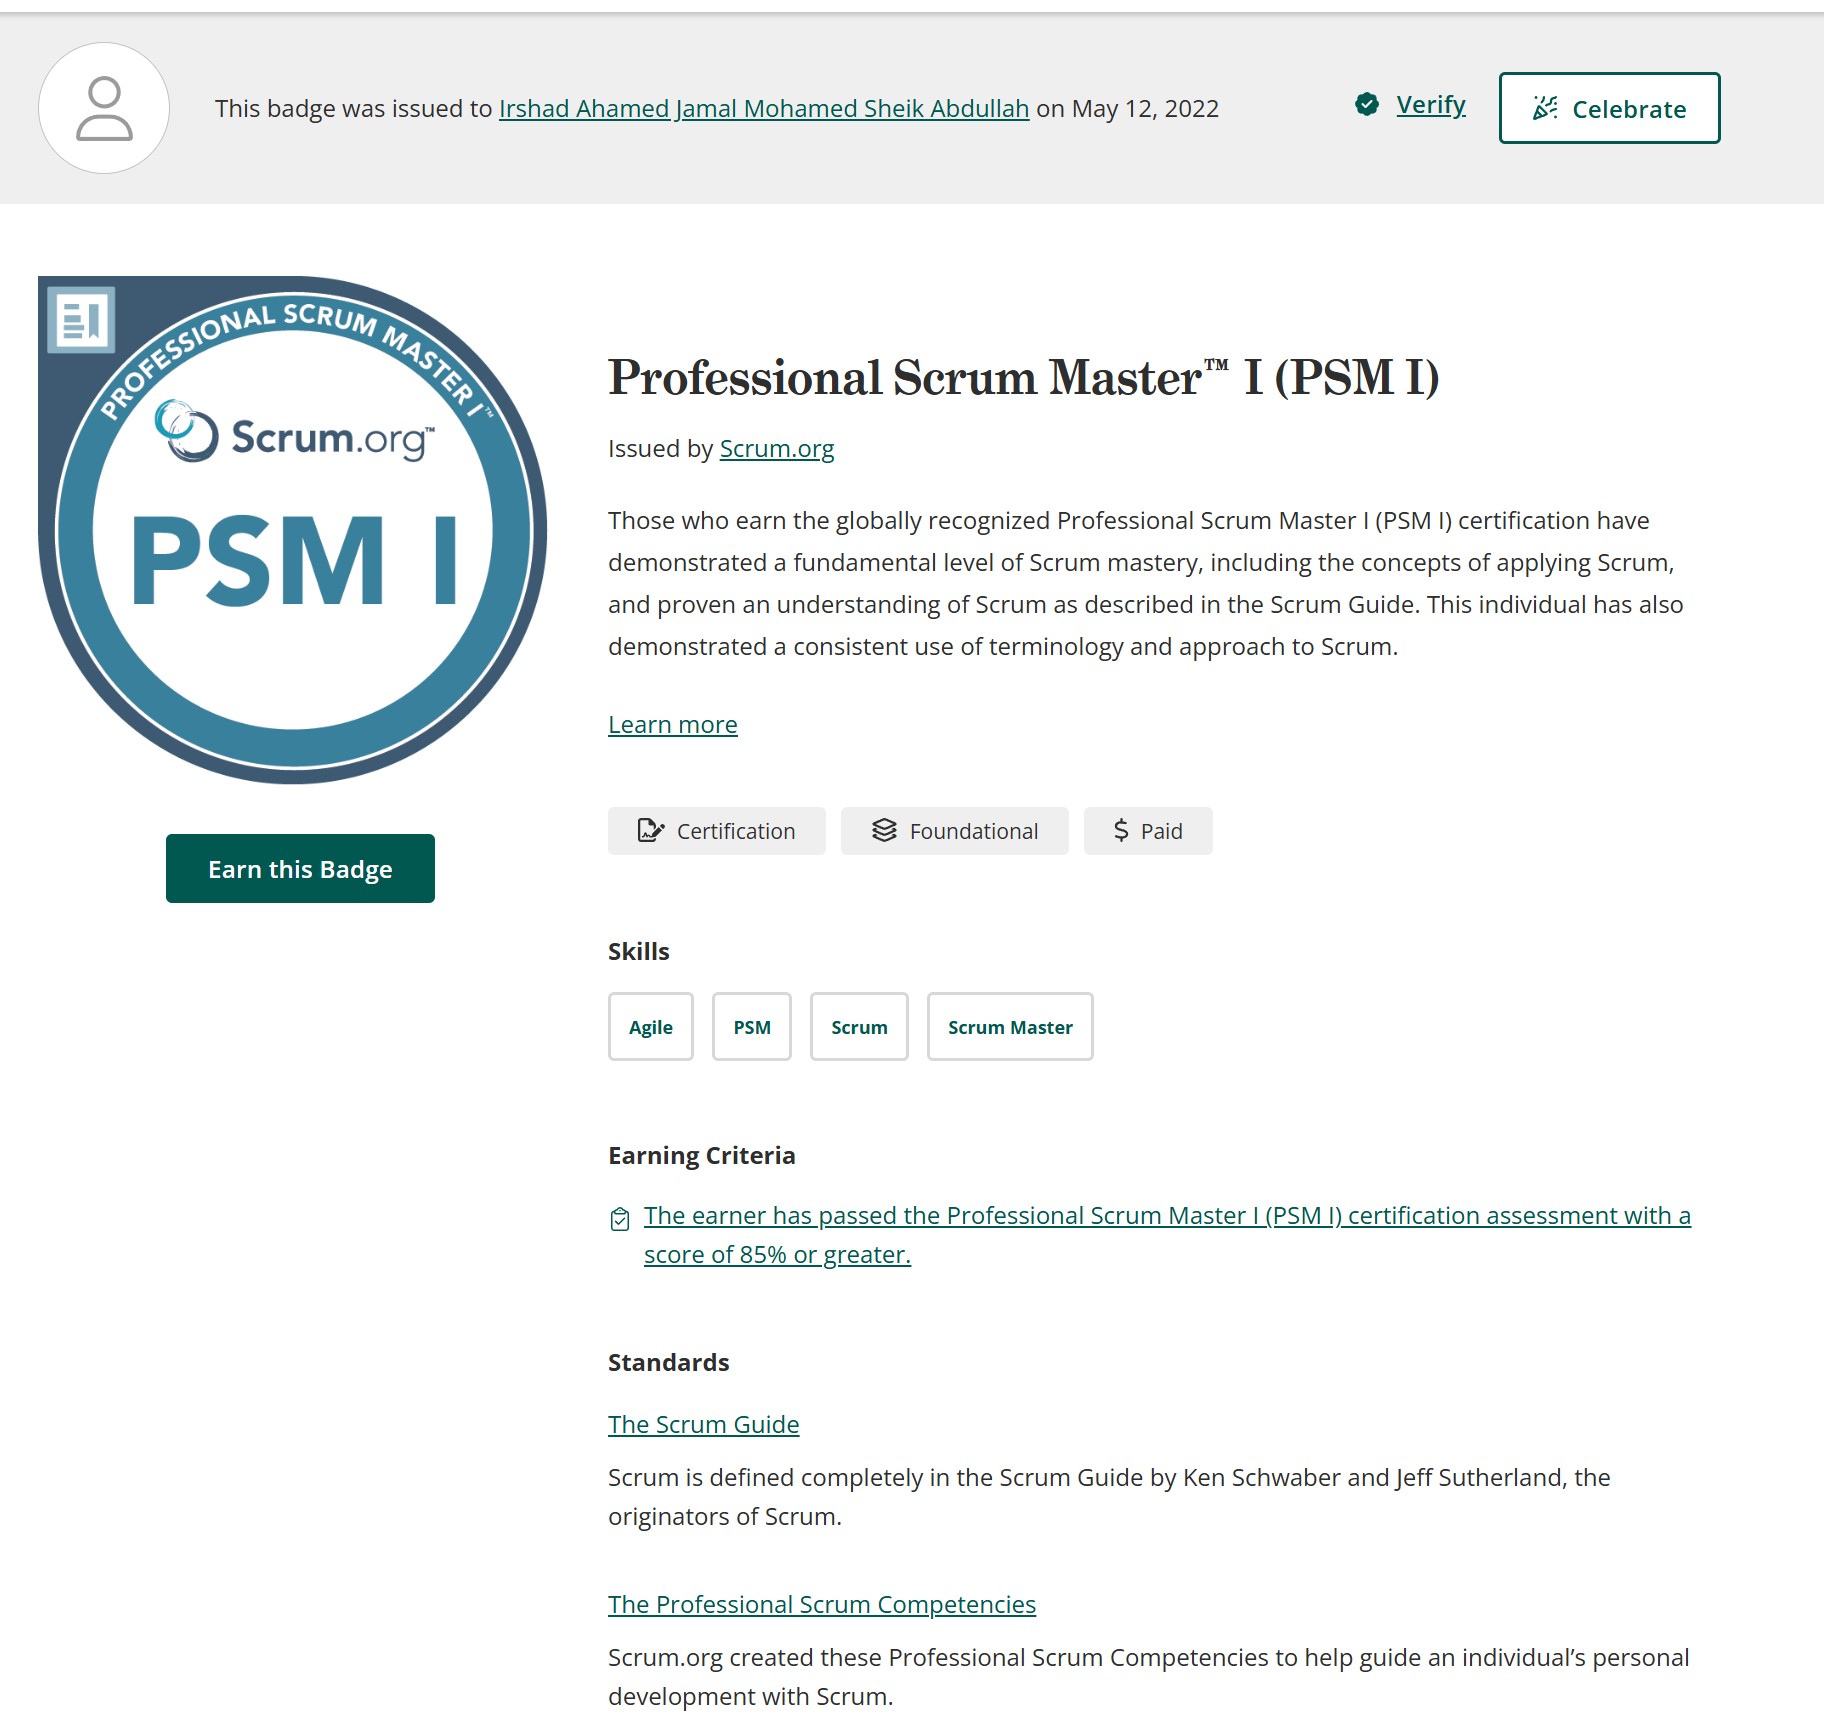 This badge was issued to Irshad Ahamed Jamal Mohamed Sheik Abdullah on May 12, 2022
Verify
Celebrate
PROFESSIONAL SCRUM MASTER I™
Scrum.org™
PSM I
Earn this Badge
Professional Scrum Master™ I (PSM I)
Issued by Scrum.org
Those who earn the globally recognized Professional Scrum Master I (PSM I) certification have
demonstrated a fundamental level of Scrum mastery, including the concepts of applying Scrum,
and proven an understanding of Scrum as described in the Scrum Guide. This individual has also
demonstrated a consistent use of terminology and approach to Scrum.
Learn more
Certification
Foundational
$ Paid
Skills
Agile
PSM
Scrum
Scrum Master
Earning Criteria
The earner has passed the Professional Scrum Master I (PSM I) certification assessment with a
score of 85% or greater.
Standards
The Scrum Guide
Scrum is defined completely in the Scrum Guide by Ken Schwaber and Jeff Sutherland, the
originators of Scrum.
The Professional Scrum Competencies
Scrum.org created these Professional Scrum Competencies to help guide an individual’s personal
development with Scrum.